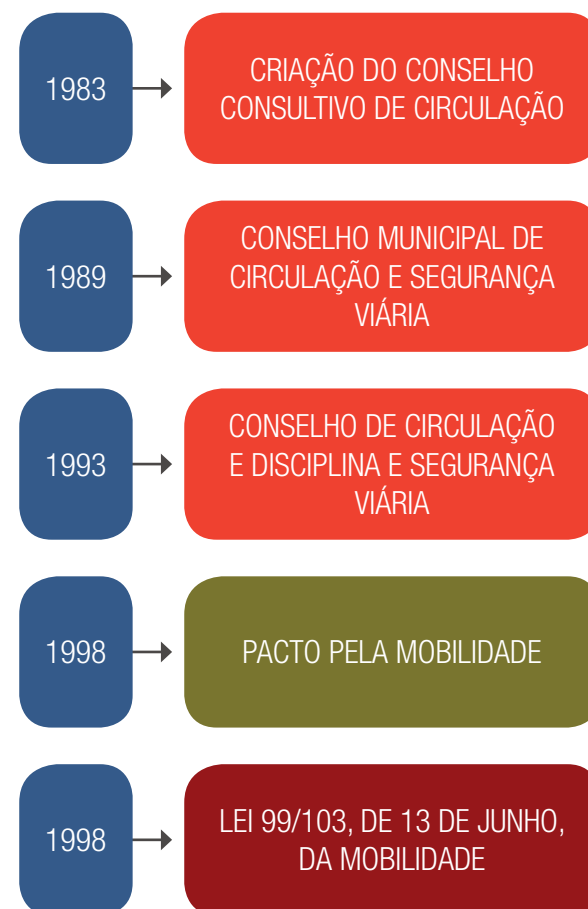 1983
CRIAÇÃO DO CONSELHO
CONSULTIVO DE CIRCULAÇÃO
1989
CONSELHO MUNICIPAL DE
CIRCULAÇÃO E SEGURANÇA
VIÁRIA
1993
CONSELHO DE CIRCULAÇÃO
E DISCIPLINA E SEGURANÇA
VIÁRIA
1998
PACTO PELA MOBILIDADE
1998
LEI 99/103, DE 13 DE JUNHO,
DA MOBILIDADE